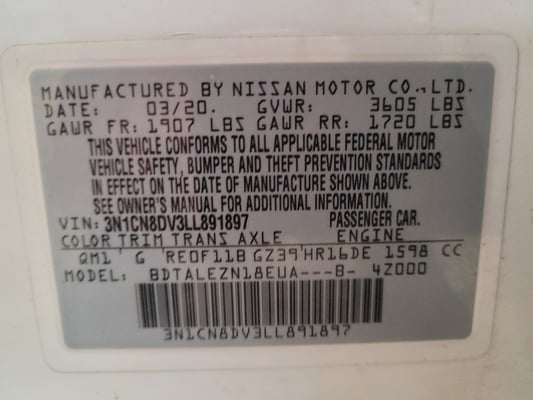 MANUFACTURED BY NISSAN MOTOR CO.,LTD.
DATE: 03/20. GVWR: 3605 LBS
GAWR FR: 1907 LBS GAWR RR: 1720 LBS
THIS VEHICLE CONFORMS TO ALL APPLICABLE FEDERAL MOTOR
VEHICLE SAFETY, BUMPER AND THEFT PREVENTION STANDARDS
IN EFFECT ON THE DATE OF MANUFACTURE SHOWN ABOVE.
SEE OWNER'S MANUAL FOR ADDITIONAL INFORMATION.
VIN: 3N1CN8DV3LL891897 PASSENGER CAR.
COLOR TRIM TRANS AXLE ENGINE
QM1 G RE0F11B GZ39 HR16DE 1598 CC
MODEL: BDTALEZN18EUA---B- 4Z000
3N1CN8DV3LL891897